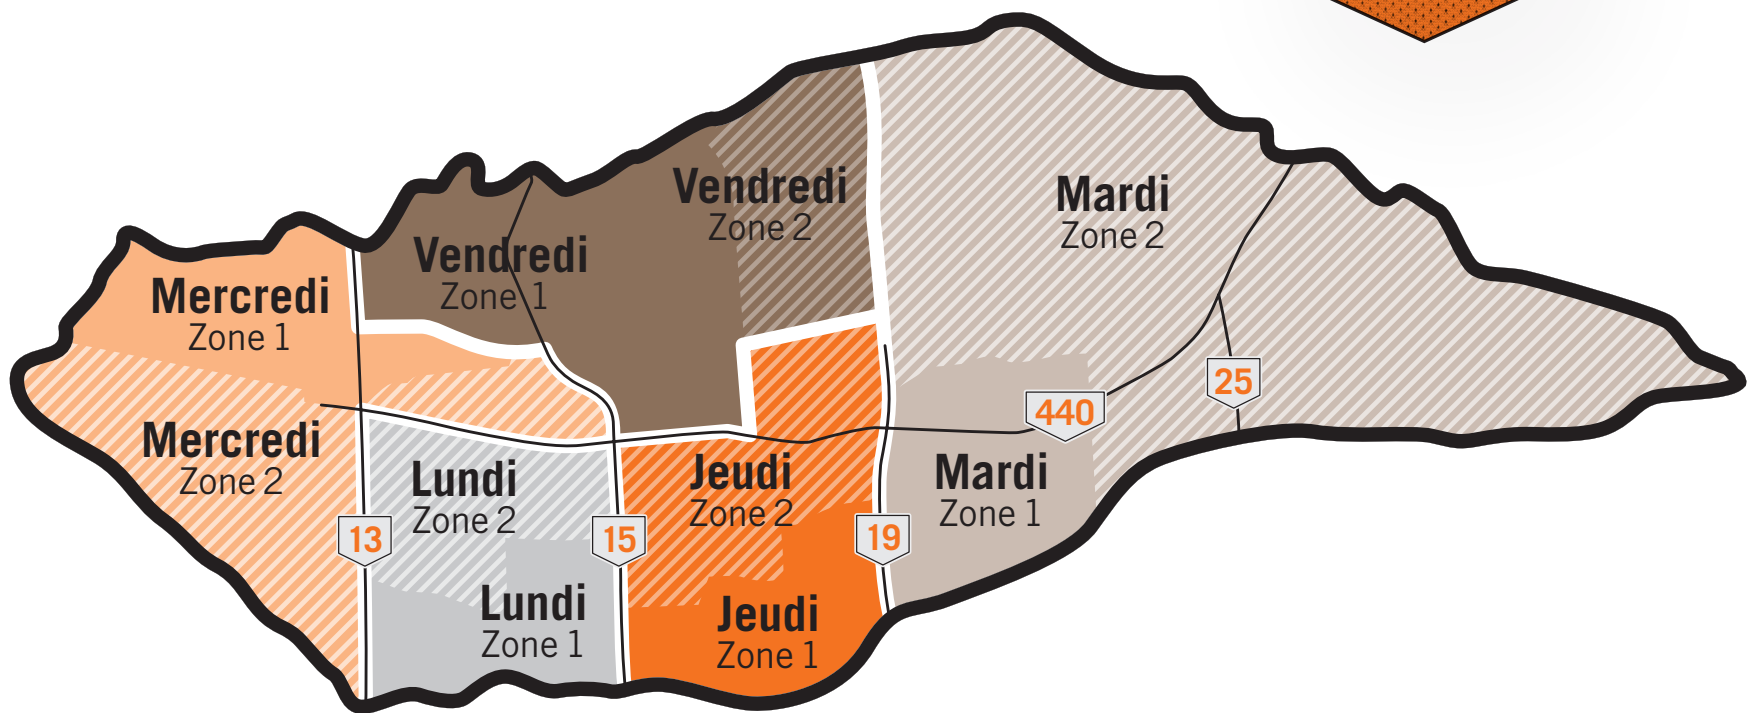 Vendredi
Zone 2
Mardi
Zone 2
Vendredi
Zone 1
Mercredi
Zone 1
25
440
Mercredi
Zone 2
Lundi
Zone 2
Jeudi
Zone 2
Mardi
Zone 1
13
15
19
Lundi
Zone 1
Jeudi
Zone 1